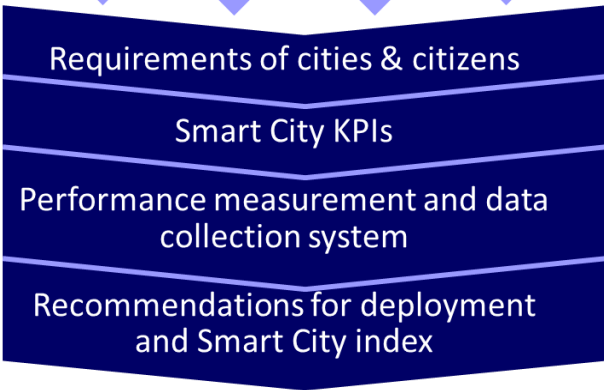 Requirements of cities & citizens
Smart City KPIs
Performance measurement and data
collection system
Recommendations for deployment
and Smart City index